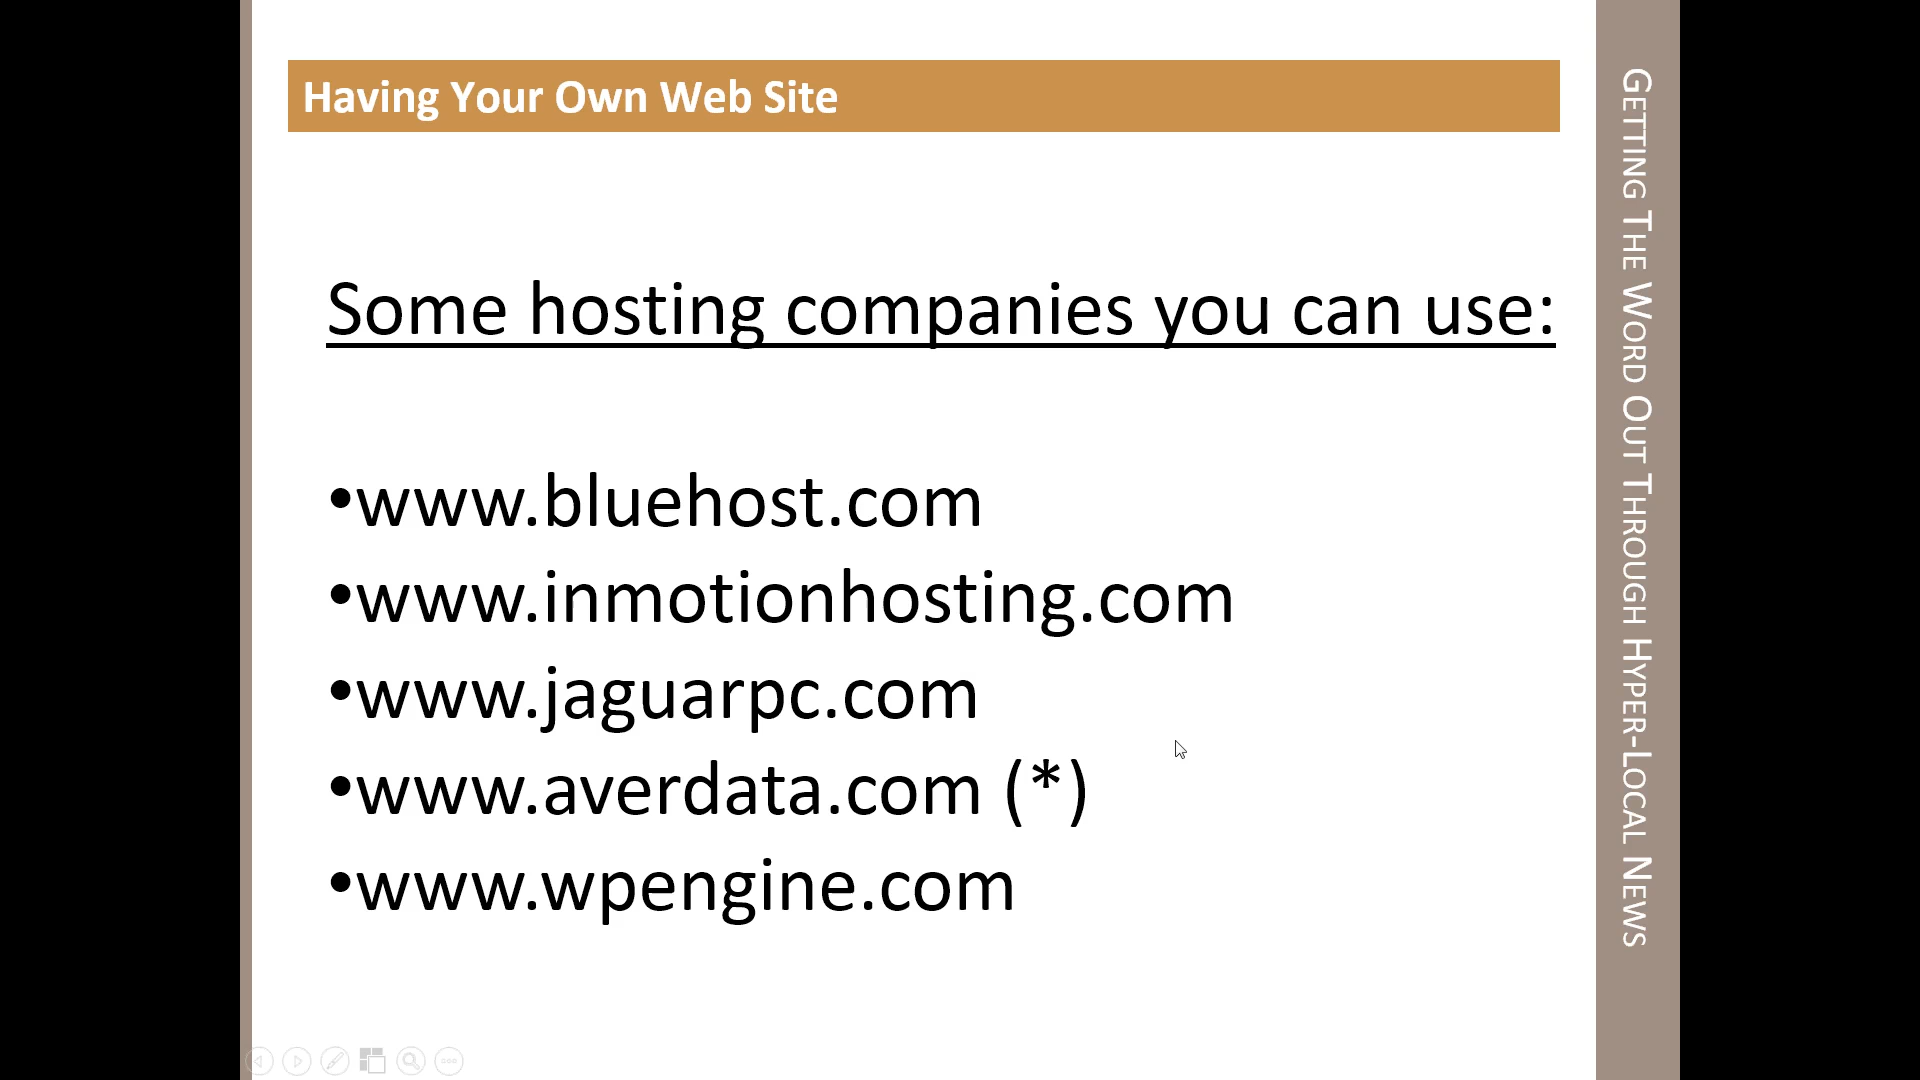 Having Your Own Web Site
Some hosting companies you can use:
•www.bluehost.com
•www.inmotionhosting.com
•www.jaguarpc.com
•www.averdata.com (*)
•www.wpengine.com
Getting The Word Out Through Hyper-Local News